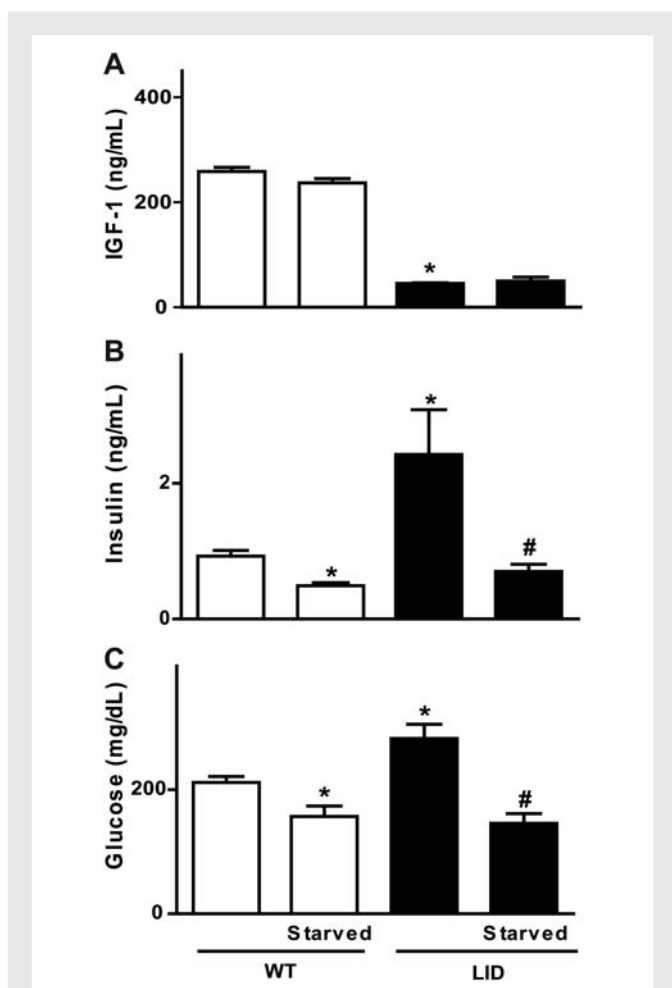 A
IGF-1 (ng/mL)
400
200
0
*
B
Insulin (ng/mL)
2
0
*
*
#
C
Glucose (mg/dL)
200
0
*
*
#
Starved Starved
WT LID